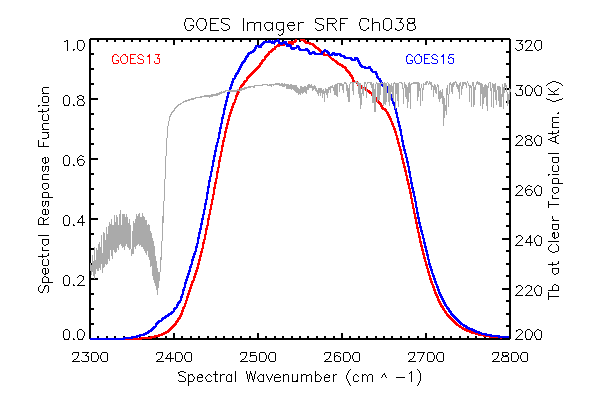 GOES Imager SRF Ch038
GOES13 GOES15
Spectral Response Function
1.0
0.8
0.6
0.4
0.2
0.0
320
300
280
260
240
220
200
Tb at Clear Tropical Atm. (K)
2300 2400 2500 2600 2700 2800
Spectral Wavenumber (cm ^ -1)